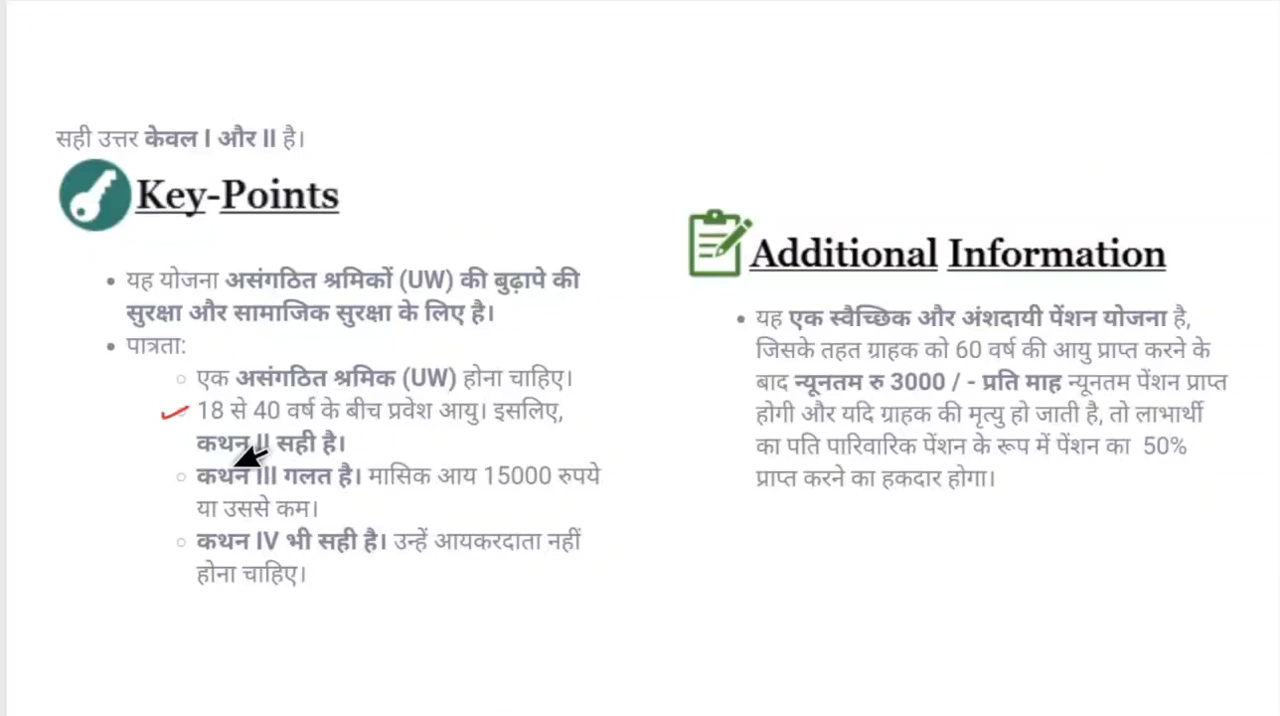 सही उत्तर केवल I और II है।
Key-Points
यह योजना असंगठित श्रमिकों (UW) की बुढ़ापे की
सुरक्षा और सामाजिक सुरक्षा के लिए है।
पात्रता:
एक असंगठित श्रमिक (UW) होना चाहिए।
18 से 40 वर्ष के बीच प्रवेश आयु। इसलिए,
कथन II सही है।
कथन III गलत है। मासिक आय 15000 रुपये
या उससे कम।
कथन IV भी सही है। उन्हें आयकरदाता नहीं
होना चाहिए।
Additional Information
यह एक स्वैच्छिक और अंशदायी पेंशन योजना है,
जिसके तहत ग्राहक को 60 वर्ष की आयु प्राप्त करने के
बाद न्यूनतम रु 3000 / - प्रति माह न्यूनतम पेंशन प्राप्त
होगी और यदि ग्राहक की मृत्यु हो जाती है, तो लाभार्थी
का पति पारिवारिक पेंशन के रूप में पेंशन का 50%
प्राप्त करने का हकदार होगा।